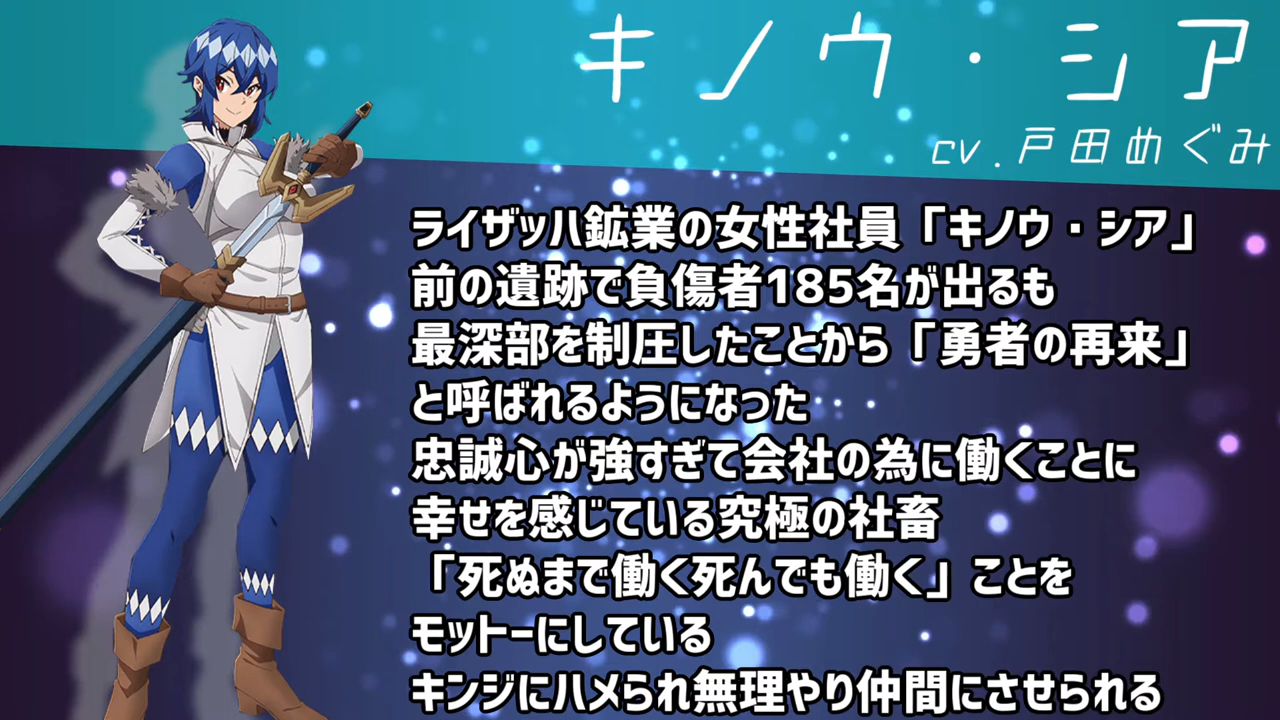 キノウ・シア
cv.戸田めぐみ
ライザッハ鉱業の女性社員「キノウ・シア」
前の遺跡で負傷者185名が出るも
最深部を制圧したことから「勇者の再来」
と呼ばれるようになった
忠誠心が強すぎて会社の為に働くことに
幸せを感じている究極の社畜
「死ぬまで働く死んでも働く」ことを
モットーにしている
キンジにハメられ無理やり仲間にさせられる